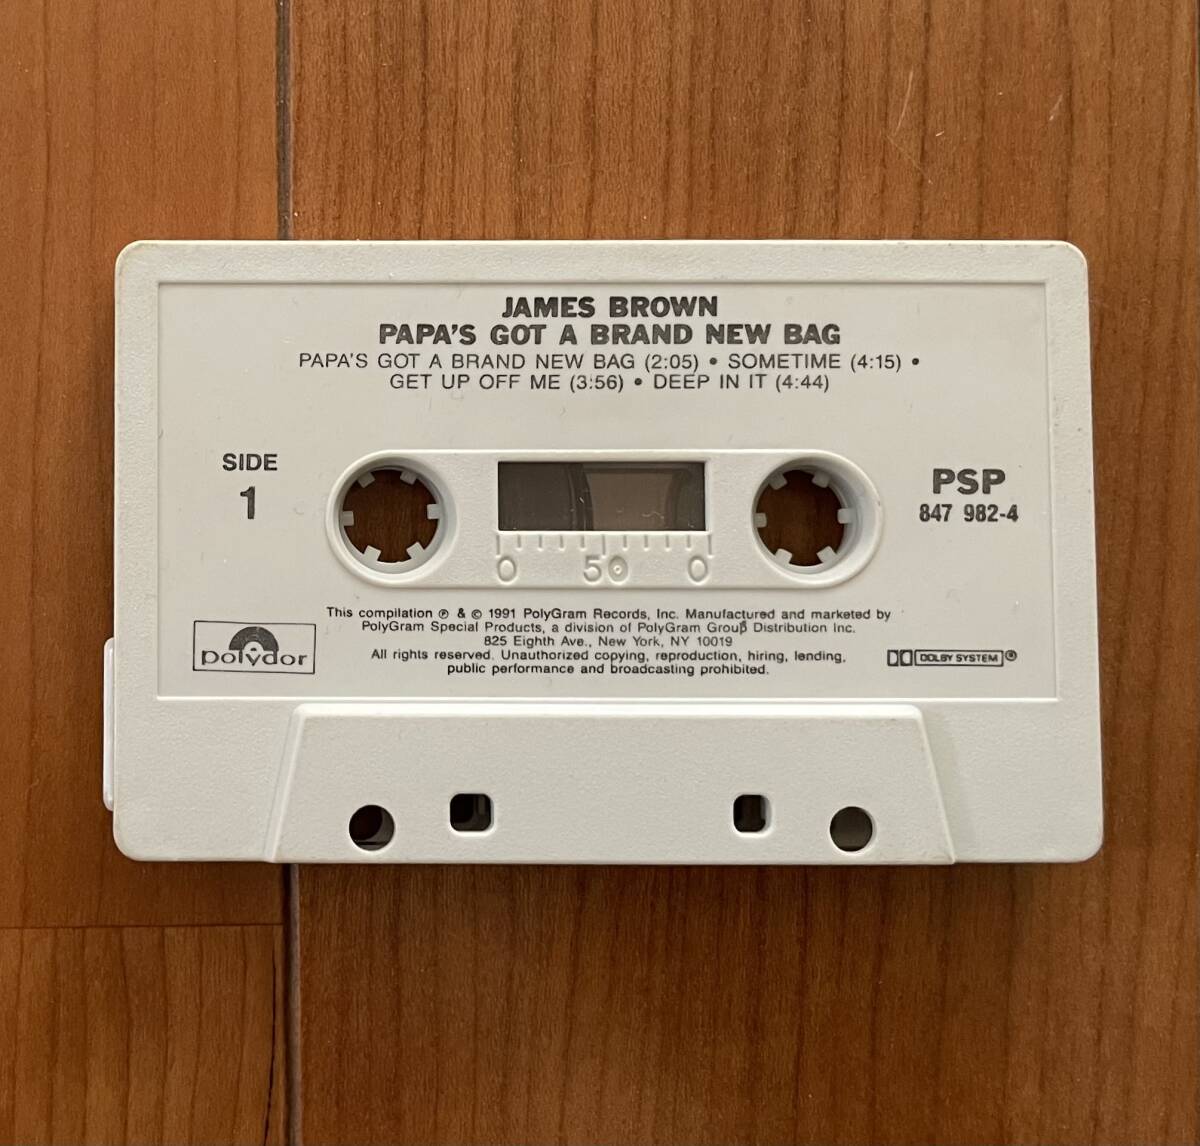 JAMES BROWN
PAPA'S GOT A BRAND NEW BAG
PAPA'S GOT A BRAND NEW BAG (2:05) • SOMETIME (4:15) •
GET UP OFF ME (3:56) • DEEP IN IT (4:44)
SIDE
1
PSP
847 982-4
0 50 0
This compilation ℗ & © 1991 PolyGram Records, Inc. Manufactured and marketed by
PolyGram Special Products, a division of PolyGram Group Distribution Inc.
825 Eighth Ave., New York, NY 10019
All rights reserved. Unauthorized copying, reproduction, hiring, lending,
public performance and broadcasting prohibited.
polydor
DOLBY SYSTEM ®